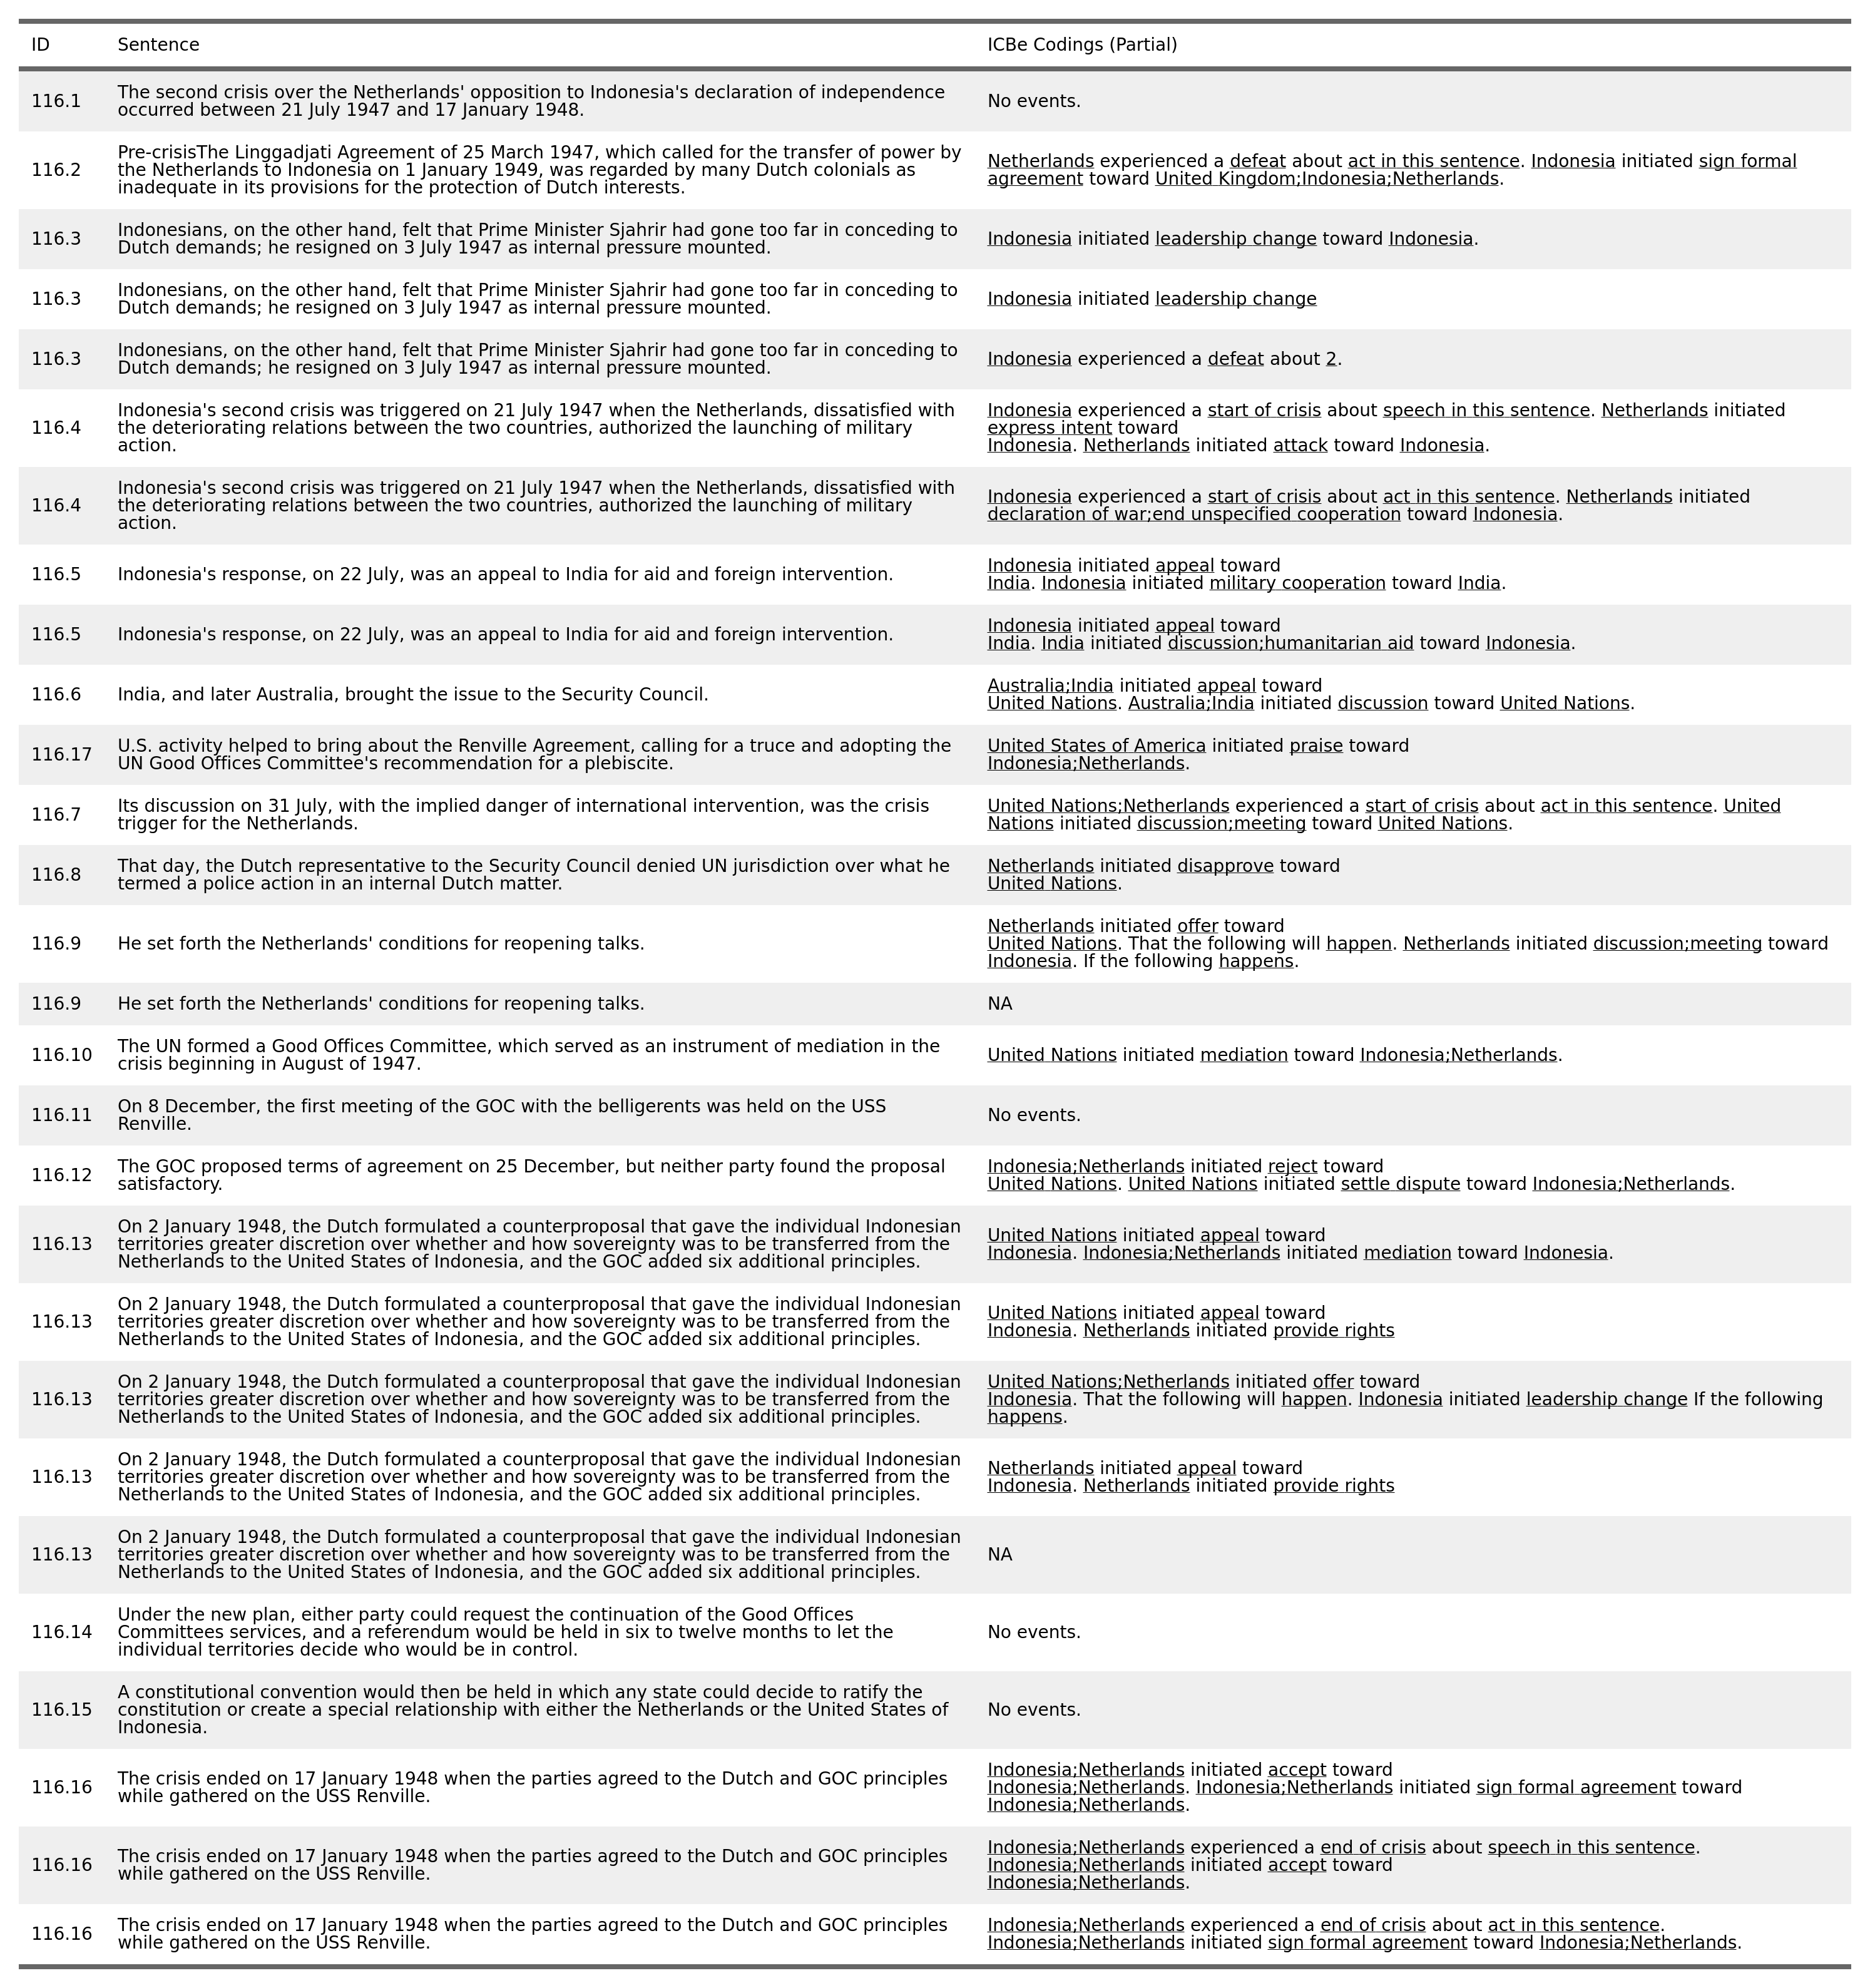 ID Sentence ICBe Codings (Partial)
116.1
The second crisis over the Netherlands' opposition to Indonesia's declaration of independence
occurred between 21 July 1947 and 17 January 1948.
No events.
116.2
Pre-crisisThe Linggadjati Agreement of 25 March 1947, which called for the transfer of power by
the Netherlands to Indonesia on 1 January 1949, was regarded by many Dutch colonials as
inadequate in its provisions for the protection of Dutch interests.
Netherlands experienced a defeat about act in this sentence. Indonesia initiated sign formal
agreement toward United Kingdom;Indonesia;Netherlands.
116.3
Indonesians, on the other hand, felt that Prime Minister Sjahrir had gone too far in conceding to
Dutch demands; he resigned on 3 July 1947 as internal pressure mounted.
Indonesia initiated leadership change toward Indonesia.
116.3
Indonesians, on the other hand, felt that Prime Minister Sjahrir had gone too far in conceding to
Dutch demands; he resigned on 3 July 1947 as internal pressure mounted.
Indonesia initiated leadership change
116.3
Indonesians, on the other hand, felt that Prime Minister Sjahrir had gone too far in conceding to
Dutch demands; he resigned on 3 July 1947 as internal pressure mounted.
Indonesia experienced a defeat about 2.
116.4
Indonesia's second crisis was triggered on 21 July 1947 when the Netherlands, dissatisfied with
the deteriorating relations between the two countries, authorized the launching of military
action.
Indonesia experienced a start of crisis about speech in this sentence. Netherlands initiated
express intent toward
Indonesia. Netherlands initiated attack toward Indonesia.
116.4
Indonesia's second crisis was triggered on 21 July 1947 when the Netherlands, dissatisfied with
the deteriorating relations between the two countries, authorized the launching of military
action.
Indonesia experienced a start of crisis about act in this sentence. Netherlands initiated
declaration of war;end unspecified cooperation toward Indonesia.
116.5
Indonesia's response, on 22 July, was an appeal to India for aid and foreign intervention.
Indonesia initiated appeal toward
India. Indonesia initiated military cooperation toward India.
116.5
Indonesia's response, on 22 July, was an appeal to India for aid and foreign intervention.
Indonesia initiated appeal toward
India. India initiated discussion;humanitarian aid toward Indonesia.
116.6
India, and later Australia, brought the issue to the Security Council.
Australia;India initiated appeal toward
United Nations. Australia;India initiated discussion toward United Nations.
116.17
U.S. activity helped to bring about the Renville Agreement, calling for a truce and adopting the
UN Good Offices Committee's recommendation for a plebiscite.
United States of America initiated praise toward
Indonesia;Netherlands.
116.7
Its discussion on 31 July, with the implied danger of international intervention, was the crisis
trigger for the Netherlands.
United Nations;Netherlands experienced a start of crisis about act in this sentence. United
Nations initiated discussion;meeting toward United Nations.
116.8
That day, the Dutch representative to the Security Council denied UN jurisdiction over what he
termed a police action in an internal Dutch matter.
Netherlands initiated disapprove toward
United Nations.
116.9
He set forth the Netherlands' conditions for reopening talks.
Netherlands initiated offer toward
United Nations. That the following will happen. Netherlands initiated discussion;meeting toward
Indonesia. If the following happens.
116.9
He set forth the Netherlands' conditions for reopening talks.
NA
116.10
The UN formed a Good Offices Committee, which served as an instrument of mediation in the
crisis beginning in August of 1947.
United Nations initiated mediation toward Indonesia;Netherlands.
116.11
On 8 December, the first meeting of the GOC with the belligerents was held on the USS
Renville.
No events.
116.12
The GOC proposed terms of agreement on 25 December, but neither party found the proposal
satisfactory.
Indonesia;Netherlands initiated reject toward
United Nations. United Nations initiated settle dispute toward Indonesia;Netherlands.
116.13
On 2 January 1948, the Dutch formulated a counterproposal that gave the individual Indonesian
territories greater discretion over whether and how sovereignty was to be transferred from the
Netherlands to the United States of Indonesia, and the GOC added six additional principles.
United Nations initiated appeal toward
Indonesia. Indonesia;Netherlands initiated mediation toward Indonesia.
116.13
On 2 January 1948, the Dutch formulated a counterproposal that gave the individual Indonesian
territories greater discretion over whether and how sovereignty was to be transferred from the
Netherlands to the United States of Indonesia, and the GOC added six additional principles.
United Nations initiated appeal toward
Indonesia. Netherlands initiated provide rights
116.13
On 2 January 1948, the Dutch formulated a counterproposal that gave the individual Indonesian
territories greater discretion over whether and how sovereignty was to be transferred from the
Netherlands to the United States of Indonesia, and the GOC added six additional principles.
United Nations;Netherlands initiated offer toward
Indonesia. That the following will happen. Indonesia initiated leadership change If the following
happens.
116.13
On 2 January 1948, the Dutch formulated a counterproposal that gave the individual Indonesian
territories greater discretion over whether and how sovereignty was to be transferred from the
Netherlands to the United States of Indonesia, and the GOC added six additional principles.
Netherlands initiated appeal toward
Indonesia. Netherlands initiated provide rights
116.13
On 2 January 1948, the Dutch formulated a counterproposal that gave the individual Indonesian
territories greater discretion over whether and how sovereignty was to be transferred from the
Netherlands to the United States of Indonesia, and the GOC added six additional principles.
NA
116.14
Under the new plan, either party could request the continuation of the Good Offices
Committees services, and a referendum would be held in six to twelve months to let the
individual territories decide who would be in control.
No events.
116.15
A constitutional convention would then be held in which any state could decide to ratify the
constitution or create a special relationship with either the Netherlands or the United States of
Indonesia.
No events.
116.16
The crisis ended on 17 January 1948 when the parties agreed to the Dutch and GOC principles
while gathered on the USS Renville.
Indonesia;Netherlands initiated accept toward
Indonesia;Netherlands. Indonesia;Netherlands initiated sign formal agreement toward
Indonesia;Netherlands.
116.16
The crisis ended on 17 January 1948 when the parties agreed to the Dutch and GOC principles
while gathered on the USS Renville.
Indonesia;Netherlands experienced a end of crisis about speech in this sentence.
Indonesia;Netherlands initiated accept toward
Indonesia;Netherlands.
116.16
The crisis ended on 17 January 1948 when the parties agreed to the Dutch and GOC principles
while gathered on the USS Renville.
Indonesia;Netherlands experienced a end of crisis about act in this sentence.
Indonesia;Netherlands initiated sign formal agreement toward Indonesia;Netherlands.